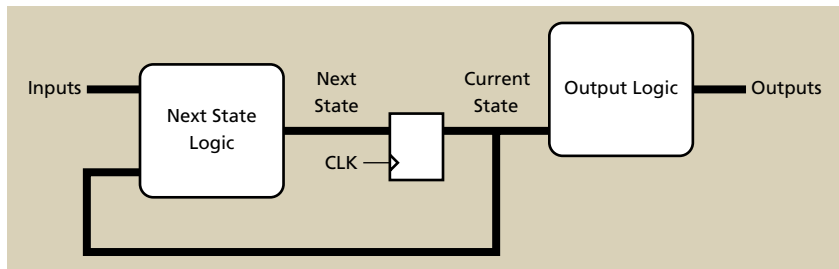 Inputs
Next State
Logic
Next
State
CLK
Current
State
Output Logic
Outputs